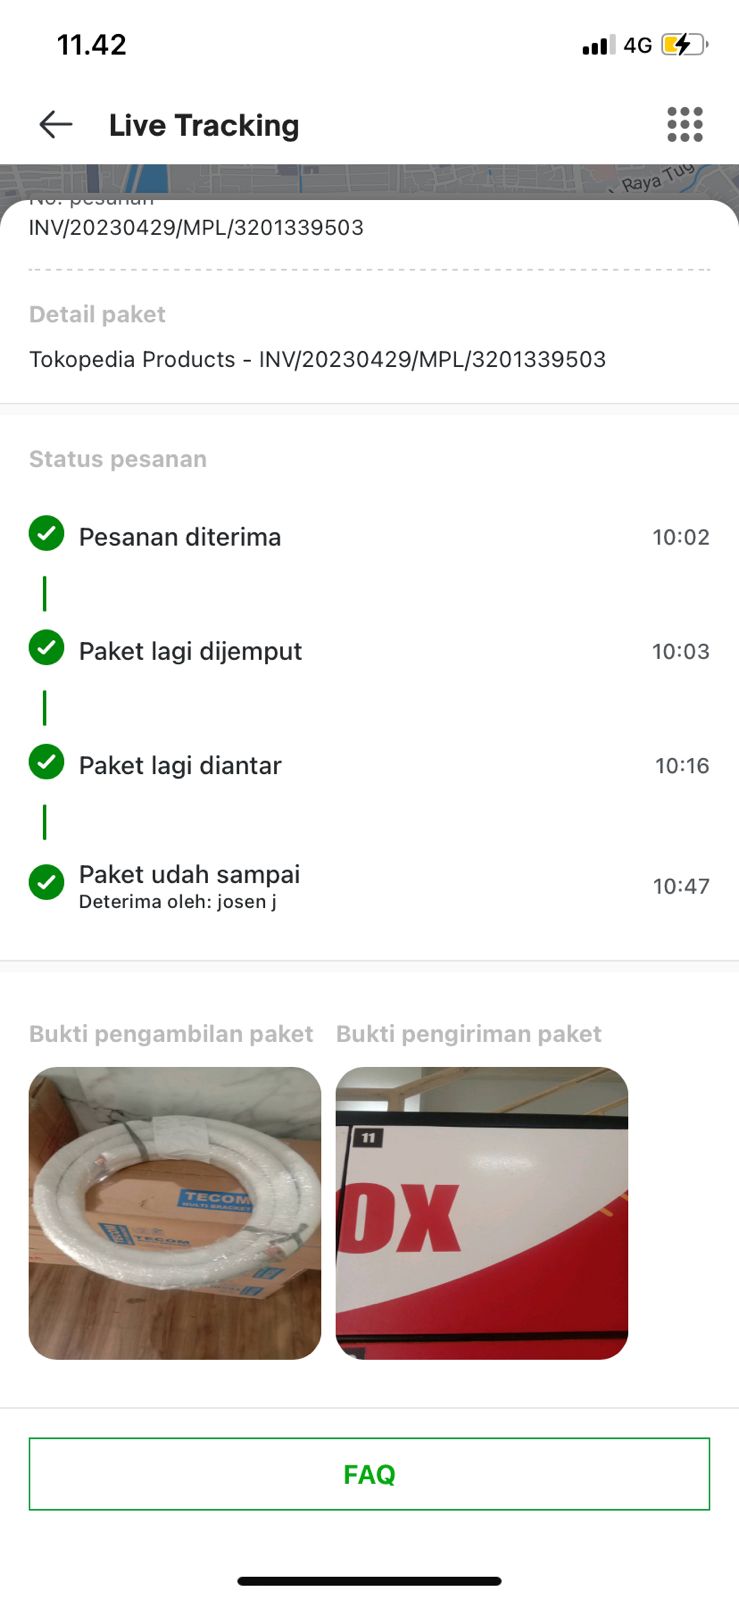 11.42
4G
Live Tracking
Raya Tug
No. pesanan
INV/20230429/MPL/3201339503
Detail paket
Tokopedia Products - INV/20230429/MPL/3201339503
Status pesanan
Pesanan diterima 10:02
Paket lagi dijemput 10:03
Paket lagi diantar 10:16
Paket udah sampai 10:47
Deterima oleh: josen j
Bukti pengambilan paket Bukti pengiriman paket
TECOM
MULTI BRACKET
TECOM
11
OX
FAQ